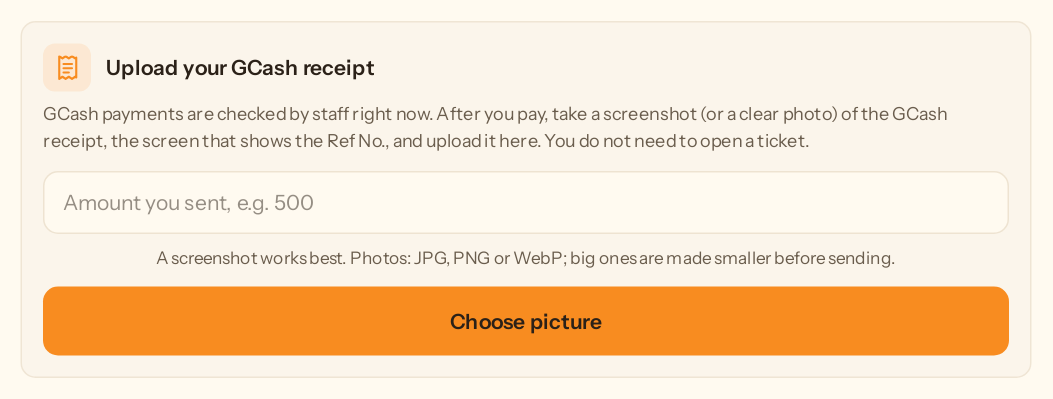 Upload your GCash receipt
GCash payments are checked by staff right now. After you pay, take a screenshot (or a clear photo) of the GCash
receipt, the screen that shows the Ref No., and upload it here. You do not need to open a ticket.
Amount you sent, e.g. 500
A screenshot works best. Photos: JPG, PNG or WebP; big ones are made smaller before sending.
Choose picture